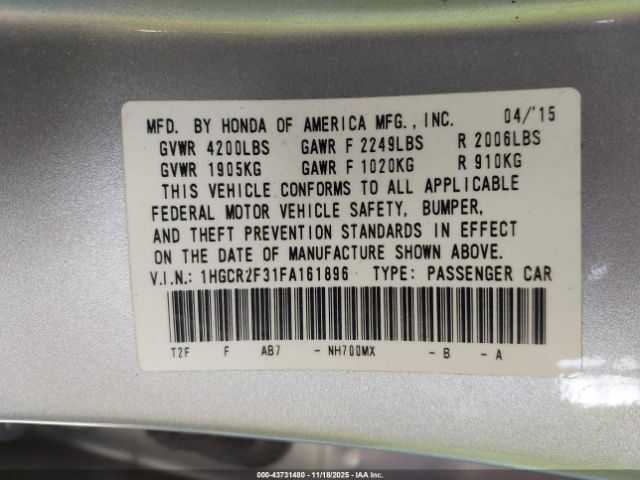 MFD. BY HONDA OF AMERICA MFG., INC. 04/'15
GVWR 4200LBS GAWR F 2249LBS R 2006LBS
GVWR 1905KG GAWR F 1020KG R 910KG
THIS VEHICLE CONFORMS TO ALL APPLICABLE
FEDERAL MOTOR VEHICLE SAFETY, BUMPER,
AND THEFT PREVENTION STANDARDS IN EFFECT
ON THE DATE OF MANUFACTURE SHOWN ABOVE.
V.I.N.: 1HGCR2F31FA161896 TYPE: PASSENGER CAR
T2F F AB7 - NH700MX - B - A
000-43731480 - 11/18/2025 - IAA Inc.